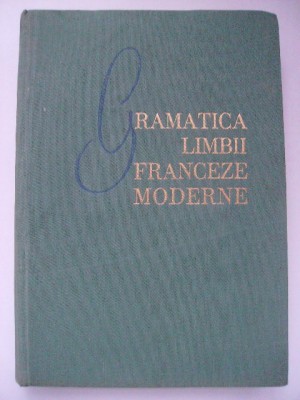 GRAMATICA
LIMBII
FRANCEZE
MODERNE